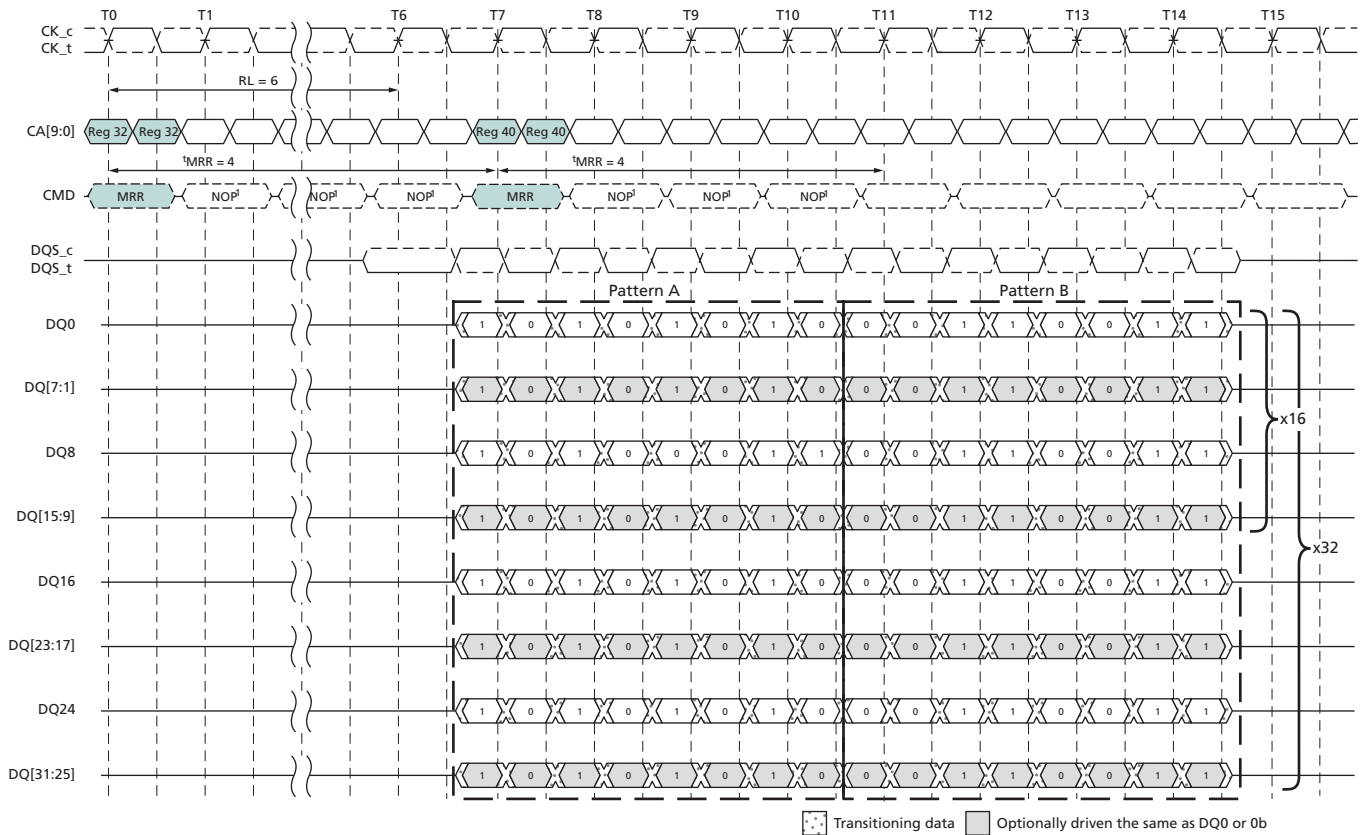 T0 T1 T6 T7 T8 T9 T10 T11 T12 T13 T14 T15
CK_c
CK_t
RL = 6
CA[9:0] Reg 32 Reg 32 Reg 40 Reg 40
tMRR = 4 tMRR = 4
CMD MRR NOP1 NOP1 NOP1 MRR NOP1 NOP1 NOP1
DQS_c
DQS_t
Pattern A Pattern B
DQ0 1 0 1 0 1 0 1 0 0 0 1 1 0 0 1 1
DQ[7:1] 1 0 1 0 1 0 1 0 0 0 1 1 0 0 1 1
x16
DQ8 1 0 1 0 0 0 1 1 0 0 1 1 0 0 1 1
DQ[15:9] 1 0 1 0 1 0 1 0 0 0 1 1 0 0 1 1
x32
DQ16 1 0 1 0 1 0 1 0 0 0 1 1 0 0 1 1
DQ[23:17] 1 0 1 0 1 0 1 0 0 0 1 1 0 0 1 1
DQ24 1 0 1 0 1 0 1 0 0 0 1 1 0 0 1 1
DQ[31:25] 1 0 1 0 1 0 1 0 0 0 1 1 0 0 1 1
Transitioning data Optionally driven the same as DQ0 or 0b